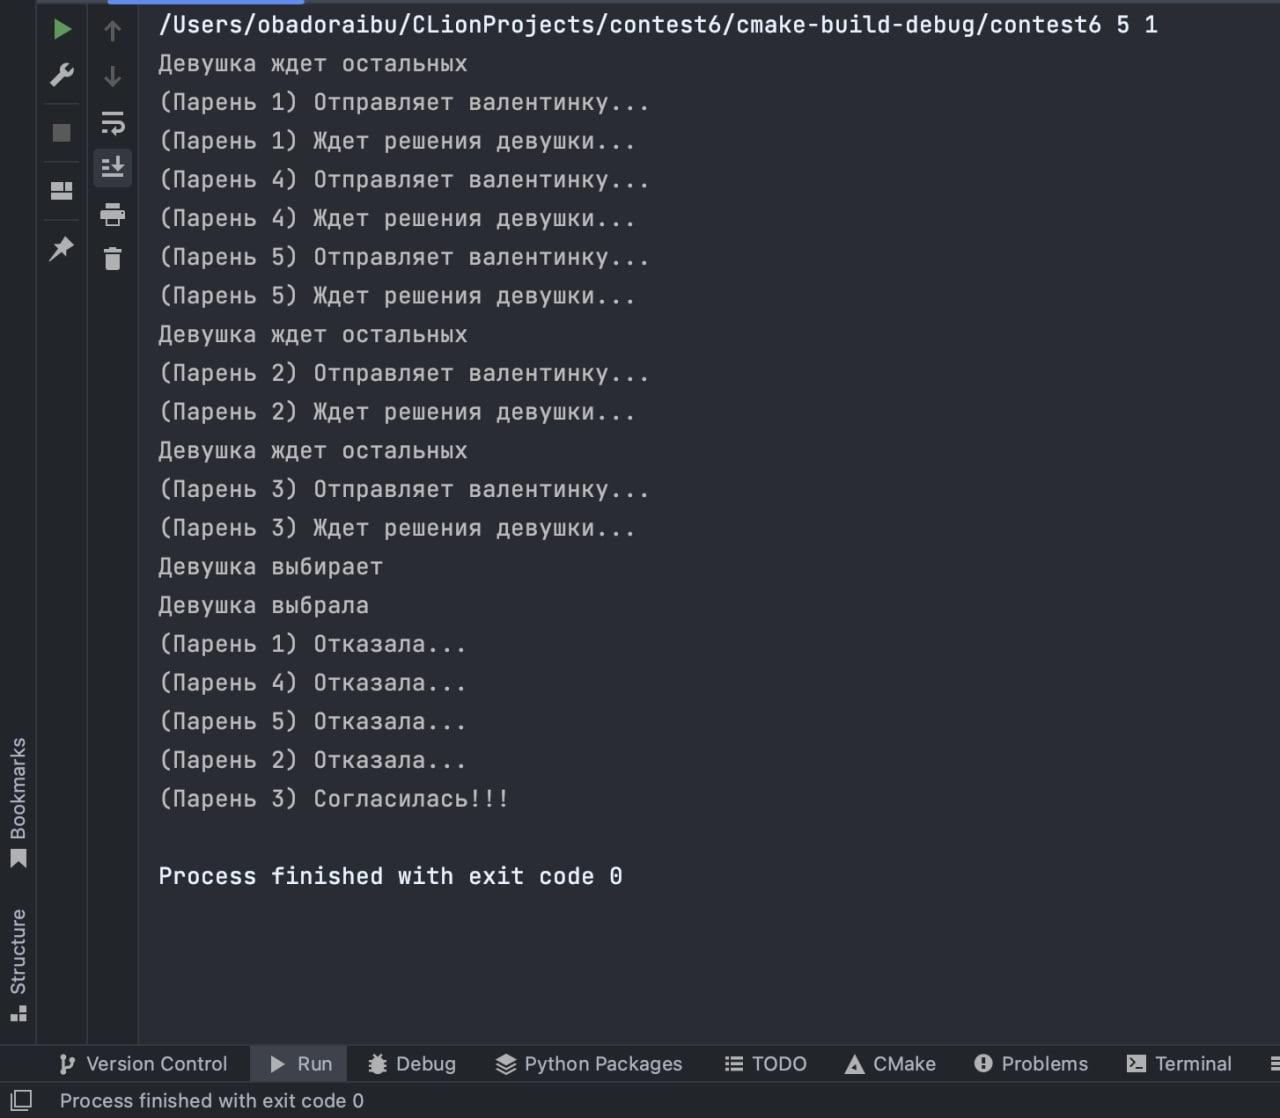 /Users/obadoraibu/CLionProjects/contest6/cmake-build-debug/contest6 5 1
Девушка ждет остальных
(Парень 1) Отправляет валентинку...
(Парень 1) Ждет решения девушки...
(Парень 4) Отправляет валентинку...
(Парень 4) Ждет решения девушки...
(Парень 5) Отправляет валентинку...
(Парень 5) Ждет решения девушки...
Девушка ждет остальных
(Парень 2) Отправляет валентинку...
(Парень 2) Ждет решения девушки...
Девушка ждет остальных
(Парень 3) Отправляет валентинку...
(Парень 3) Ждет решения девушки...
Девушка выбирает
Девушка выбрала
(Парень 1) Отказала...
(Парень 4) Отказала...
(Парень 5) Отказала...
(Парень 2) Отказала...
(Парень 3) Согласилась!!!
Process finished with exit code 0
Bookmarks
Structure
Version Control Run Debug Python Packages TODO CMake Problems Terminal
Process finished with exit code 0